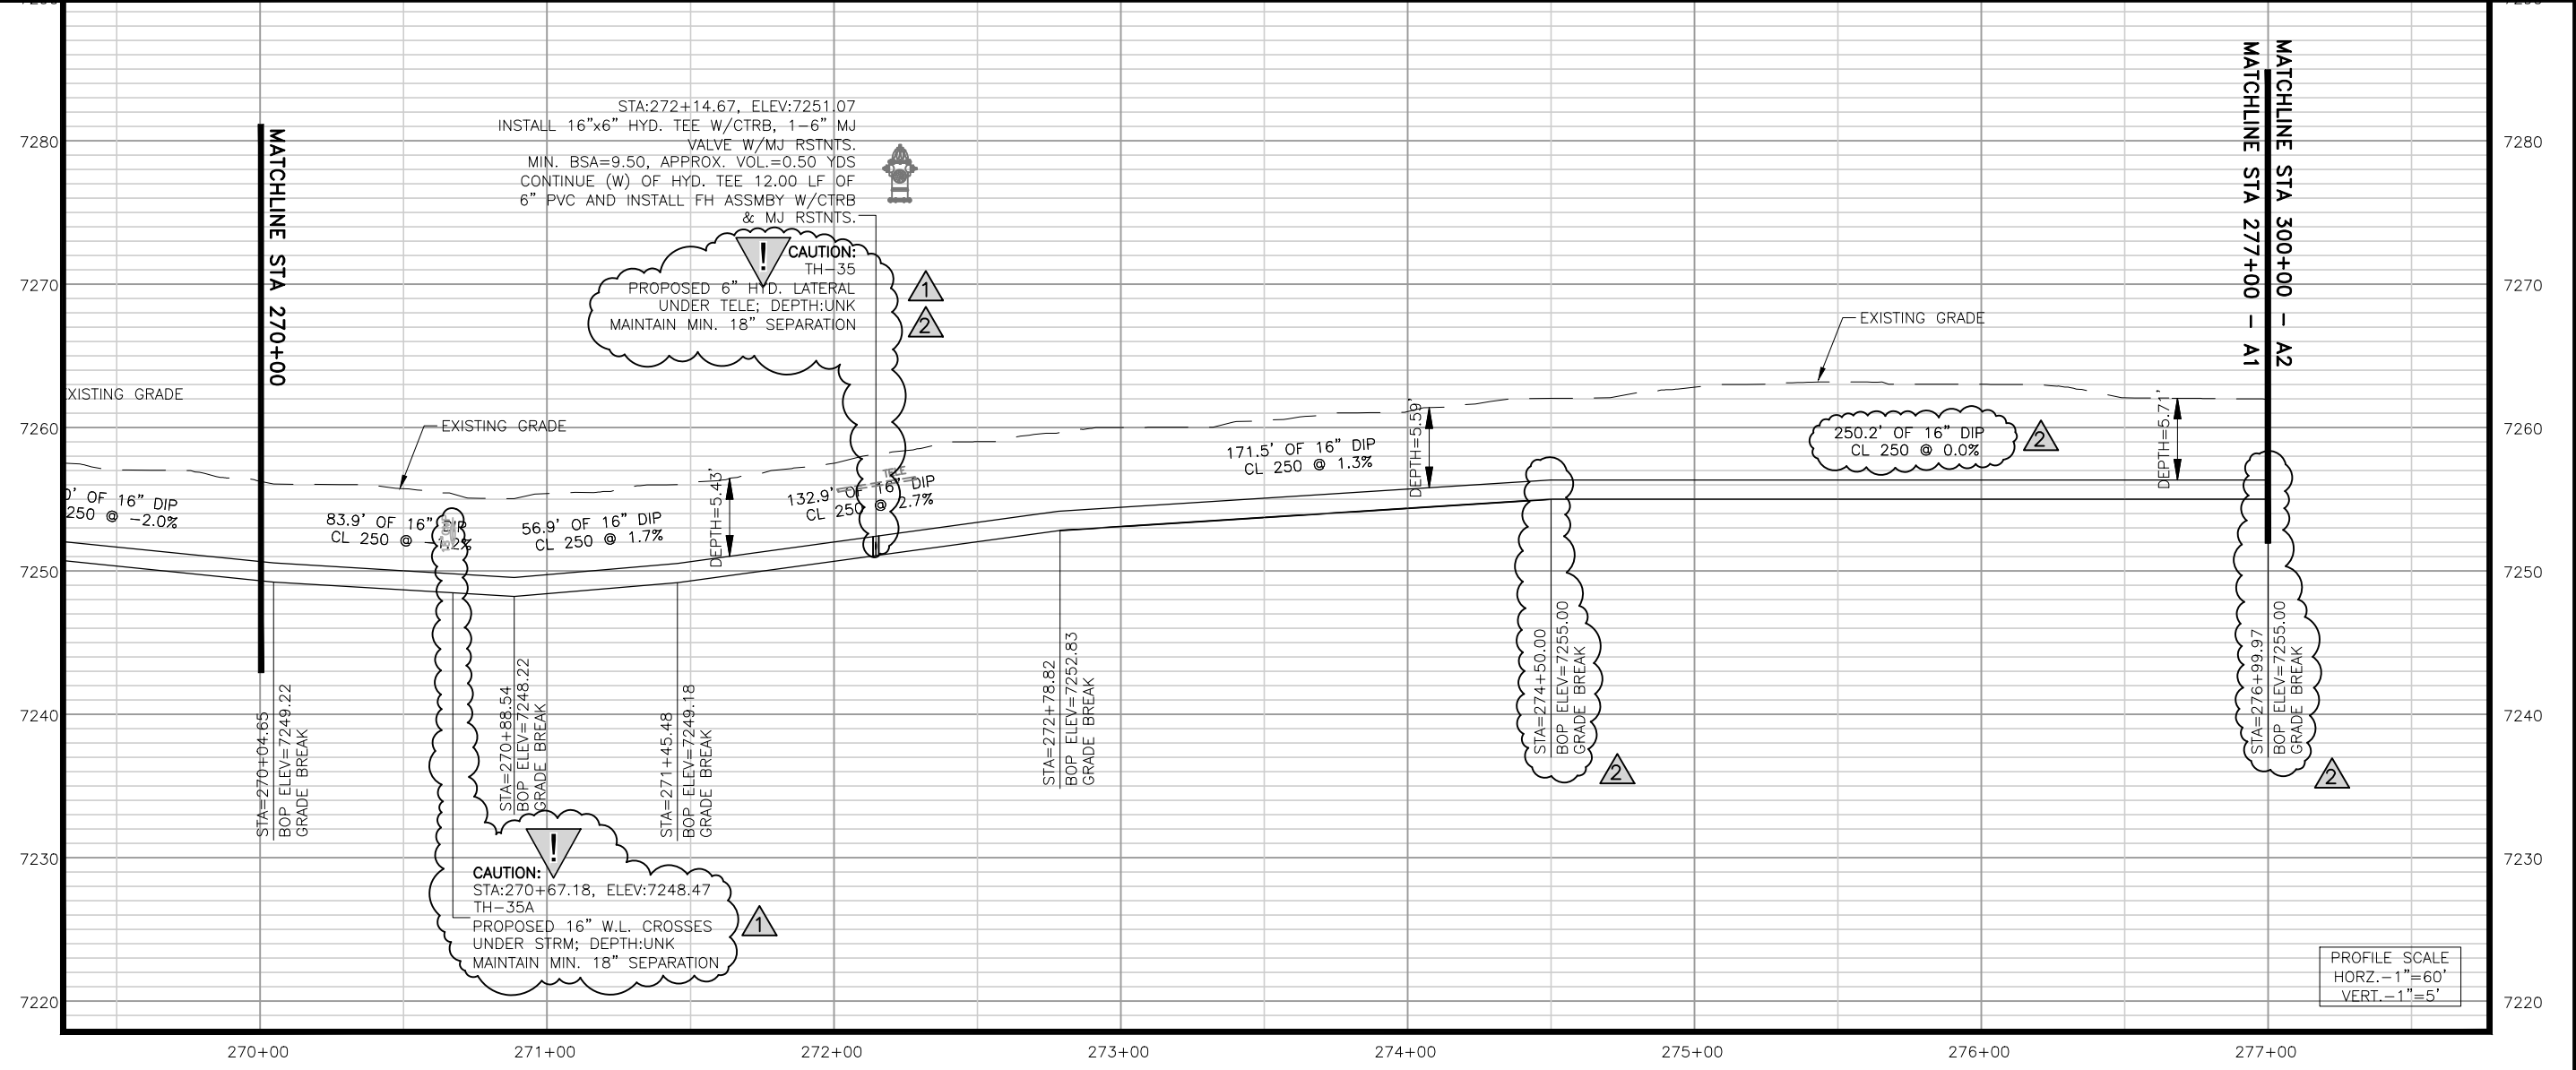 7280
7270
7260
7250
7240
7230
7220
7280
7270
7260
7250
7240
7230
7220
MATCHLINE STA 270+00
STA:272+14.67, ELEV:7251.07
INSTALL 16"x6" HYD. TEE W/CTRB, 1-6" MJ
VALVE W/MJ RSTNTS.
MIN. BSA=9.50, APPROX. VOL.=0.50 YDS
CONTINUE (W) OF HYD. TEE 12.00 LF OF
6" PVC AND INSTALL FH ASSMBY W/CTRB
& MJ RSTNTS.
!
CAUTION:
TH-35
PROPOSED 6" HYD. LATERAL
UNDER TELE; DEPTH:UNK
MAINTAIN MIN. 18" SEPARATION
1
2
MATCHLINE STA 277+00 - A1
MATCHLINE STA 300+00 - A2
EXISTING GRADE
XISTING GRADE
EXISTING GRADE
' OF 16" DIP
250 @ -2.0%
83.9' OF 16" DIP
CL 250 @
56.9' OF 16" DIP
CL 250 @ 1.7%
DEPTH=5.43'
TELE
132.9' OF 16" DIP
CL 250 @ 2.7%
171.5' OF 16" DIP
CL 250 @ 1.3%
DEPTH=5.59'
250.2' OF 16" DIP
CL 250 @ 0.0%
2
DEPTH=5.71'
STA=270+04.65
BOP ELEV=7249.22
GRADE BREAK
STA=270+88.54
BOP ELEV=7248.22
GRADE BREAK
STA=271+45.48
BOP ELEV=7249.18
GRADE BREAK
STA=272+78.82
BOP ELEV=7252.83
GRADE BREAK
STA=274+50.00
BOP ELEV=7255.00
GRADE BREAK
2
STA=276+99.97
BOP ELEV=7255.00
GRADE BREAK
2
!
CAUTION:
STA:270+67.18, ELEV:7248.47
TH-35A
PROPOSED 16" W.L. CROSSES
UNDER STRM; DEPTH:UNK
MAINTAIN MIN. 18" SEPARATION
1
PROFILE SCALE
HORZ.-1"=60'
VERT.-1"=5'
270+00
271+00
272+00
273+00
274+00
275+00
276+00
277+00